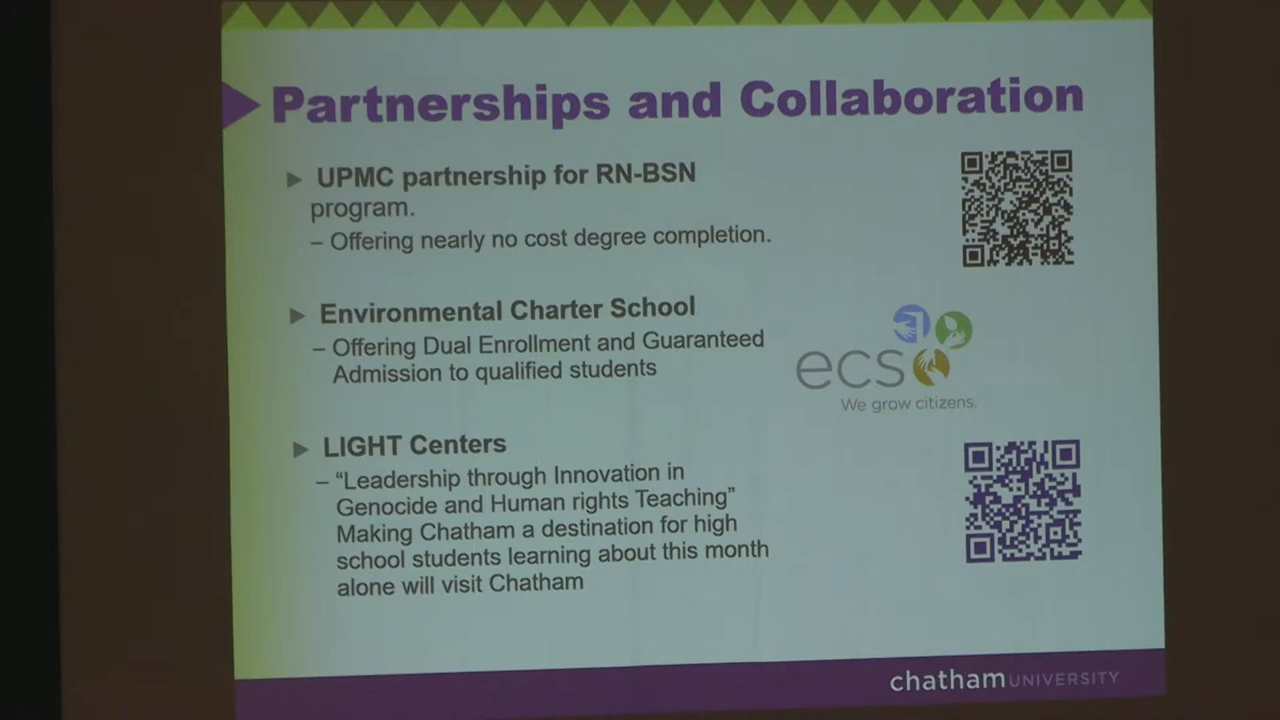 Partnerships and Collaboration
UPMC partnership for RN-BSN
program.
– Offering nearly no cost degree completion.
Environmental Charter School
– Offering Dual Enrollment and Guaranteed
Admission to qualified students
ecs
We grow citizens.
LIGHT Centers
– “Leadership through Innovation in
Genocide and Human rights Teaching”
Making Chatham a destination for high
school students learning about this month
alone will visit Chatham
chatham UNIVERSITY